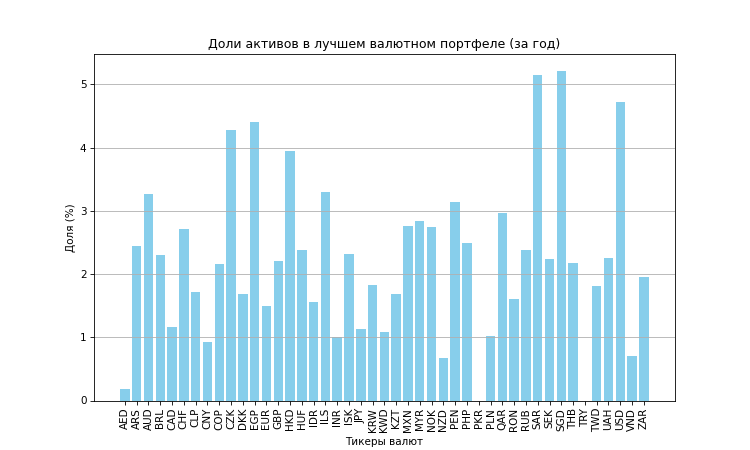 Доли активов в лучшем валютном портфеле (за год)
Доля (%)
5
4
3
2
1
0
AED ARS AUD BRL CAD CHF CLP CNY COP CZK DKK EGP EUR GBP HKD HUF IDR ILS INR ISK JPY KRW KWD KZT MXN MYR NOK NZD PEN PHP PKR PLN QAR RON RUB SAR SEK SGD THB TRY TWD UAH USD VND ZAR
Тикеры валют